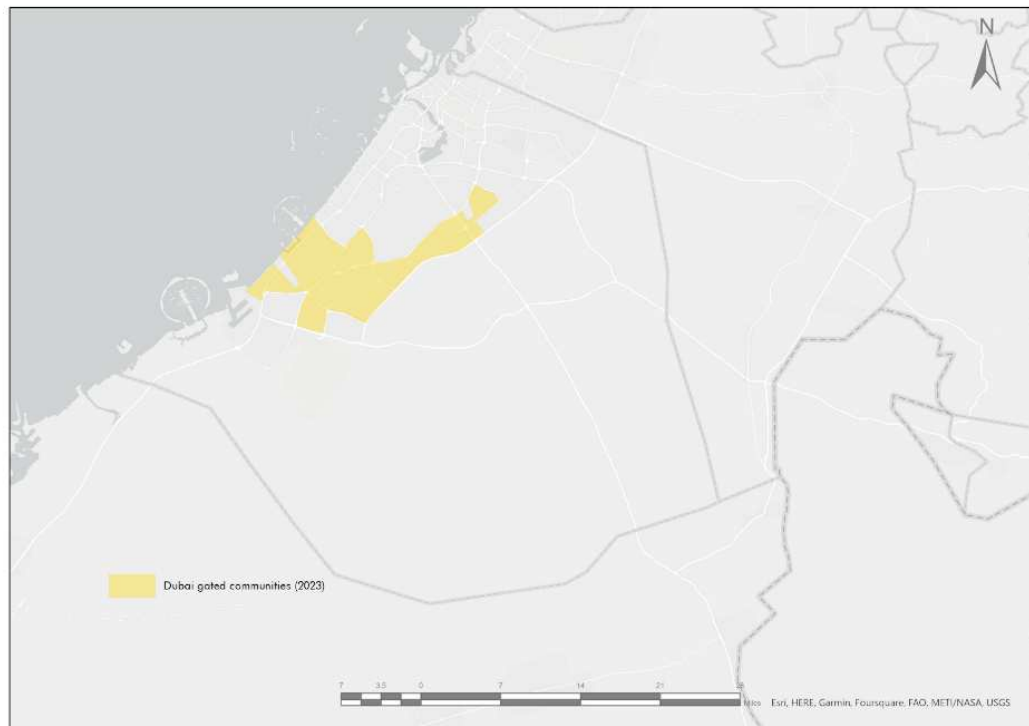 N
Dubai gated communities (2023)
7 3.5 0 7 14 21 28
Miles
Esri, HERE, Garmin, Foursquare, FAO, METI/NASA, USGS